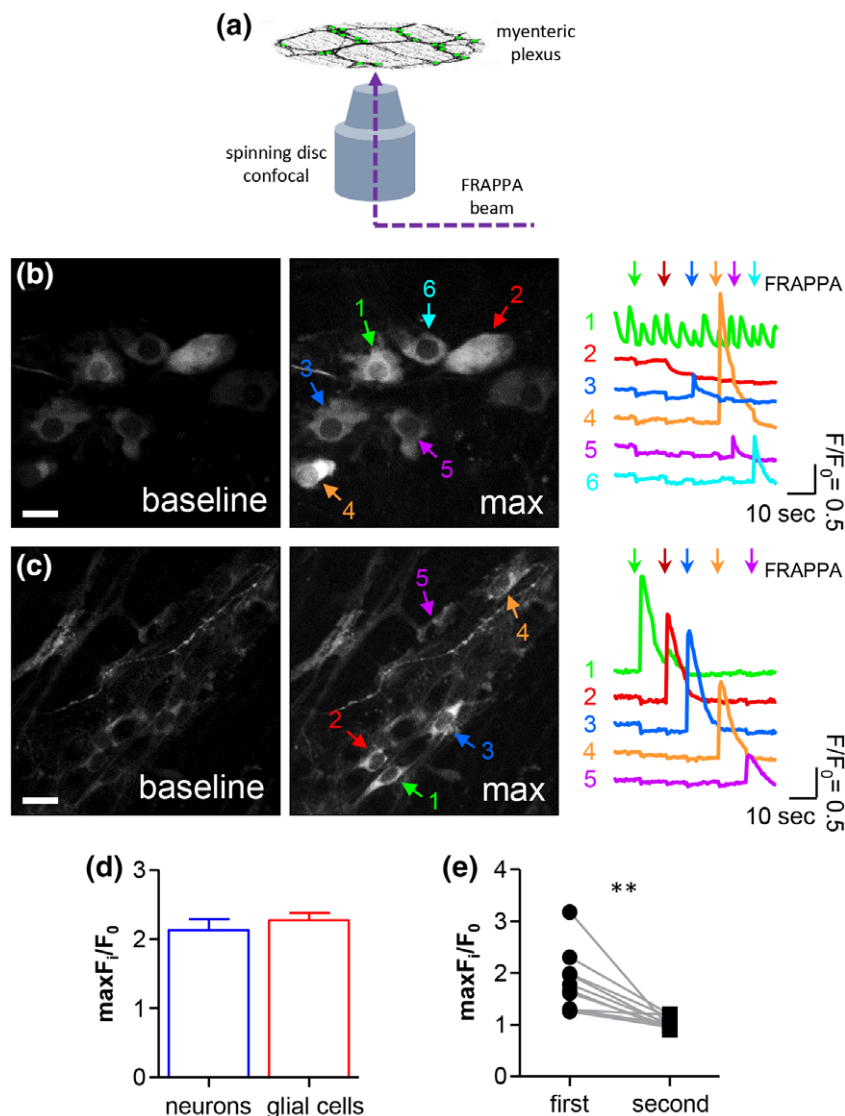 (a)
myenteric
plexus
spinning disc
confocal
FRAPPA
beam
(b)
baseline
1
6
2
3
5
4
max
FRAPPA
1
2
3
4
5
6
10 sec
F/F0= 0.5
(c)
baseline
5
4
2
3
1
max
FRAPPA
1
2
3
4
5
10 sec
F/F0= 0.5
(d)
maxFi/F0
3
2
1
0
neurons
glial cells
(e)
maxFi/F0
4
3
2
1
0
**
first
second